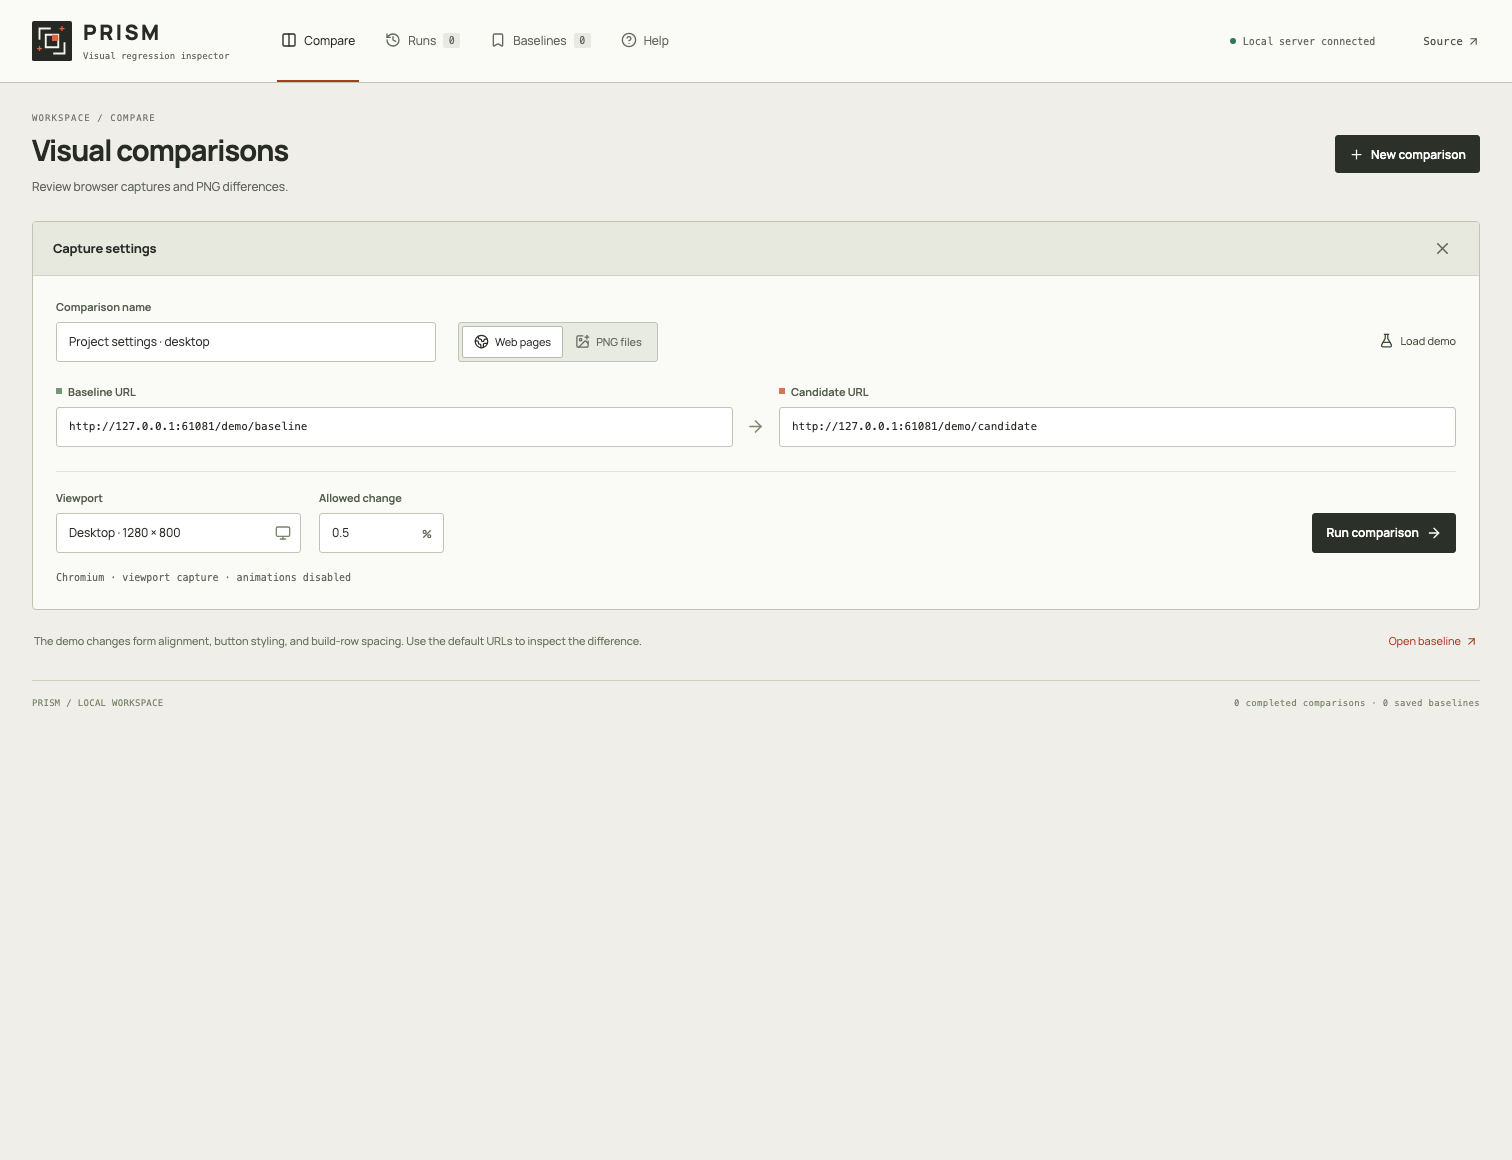 PRISM
Visual regression inspector
Compare
Runs 0
Baselines 0
Help
Local server connected
Source
WORKSPACE / COMPARE
Visual comparisons
New comparison
Review browser captures and PNG differences.
Capture settings
Comparison name
Project settings · desktop
Web pages
PNG files
Load demo
Baseline URL
Candidate URL
http://127.0.0.1:61081/demo/baseline
http://127.0.0.1:61081/demo/candidate
Viewport
Allowed change
Desktop · 1280 × 800
0.5 %
Run comparison
Chromium · viewport capture · animations disabled
The demo changes form alignment, button styling, and build-row spacing. Use the default URLs to inspect the difference.
Open baseline
PRISM / LOCAL WORKSPACE
0 completed comparisons · 0 saved baselines